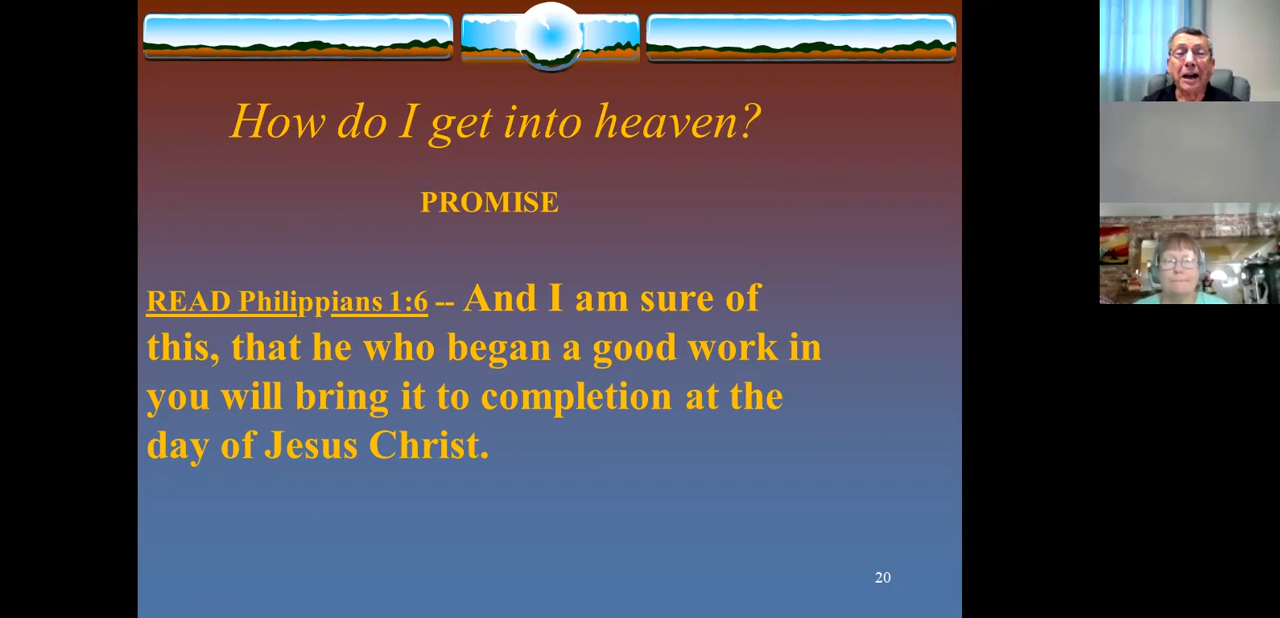 How do I get into heaven?
PROMISE
READ Philippians 1:6 -- And I am sure of
this, that he who began a good work in
you will bring it to completion at the
day of Jesus Christ.
20